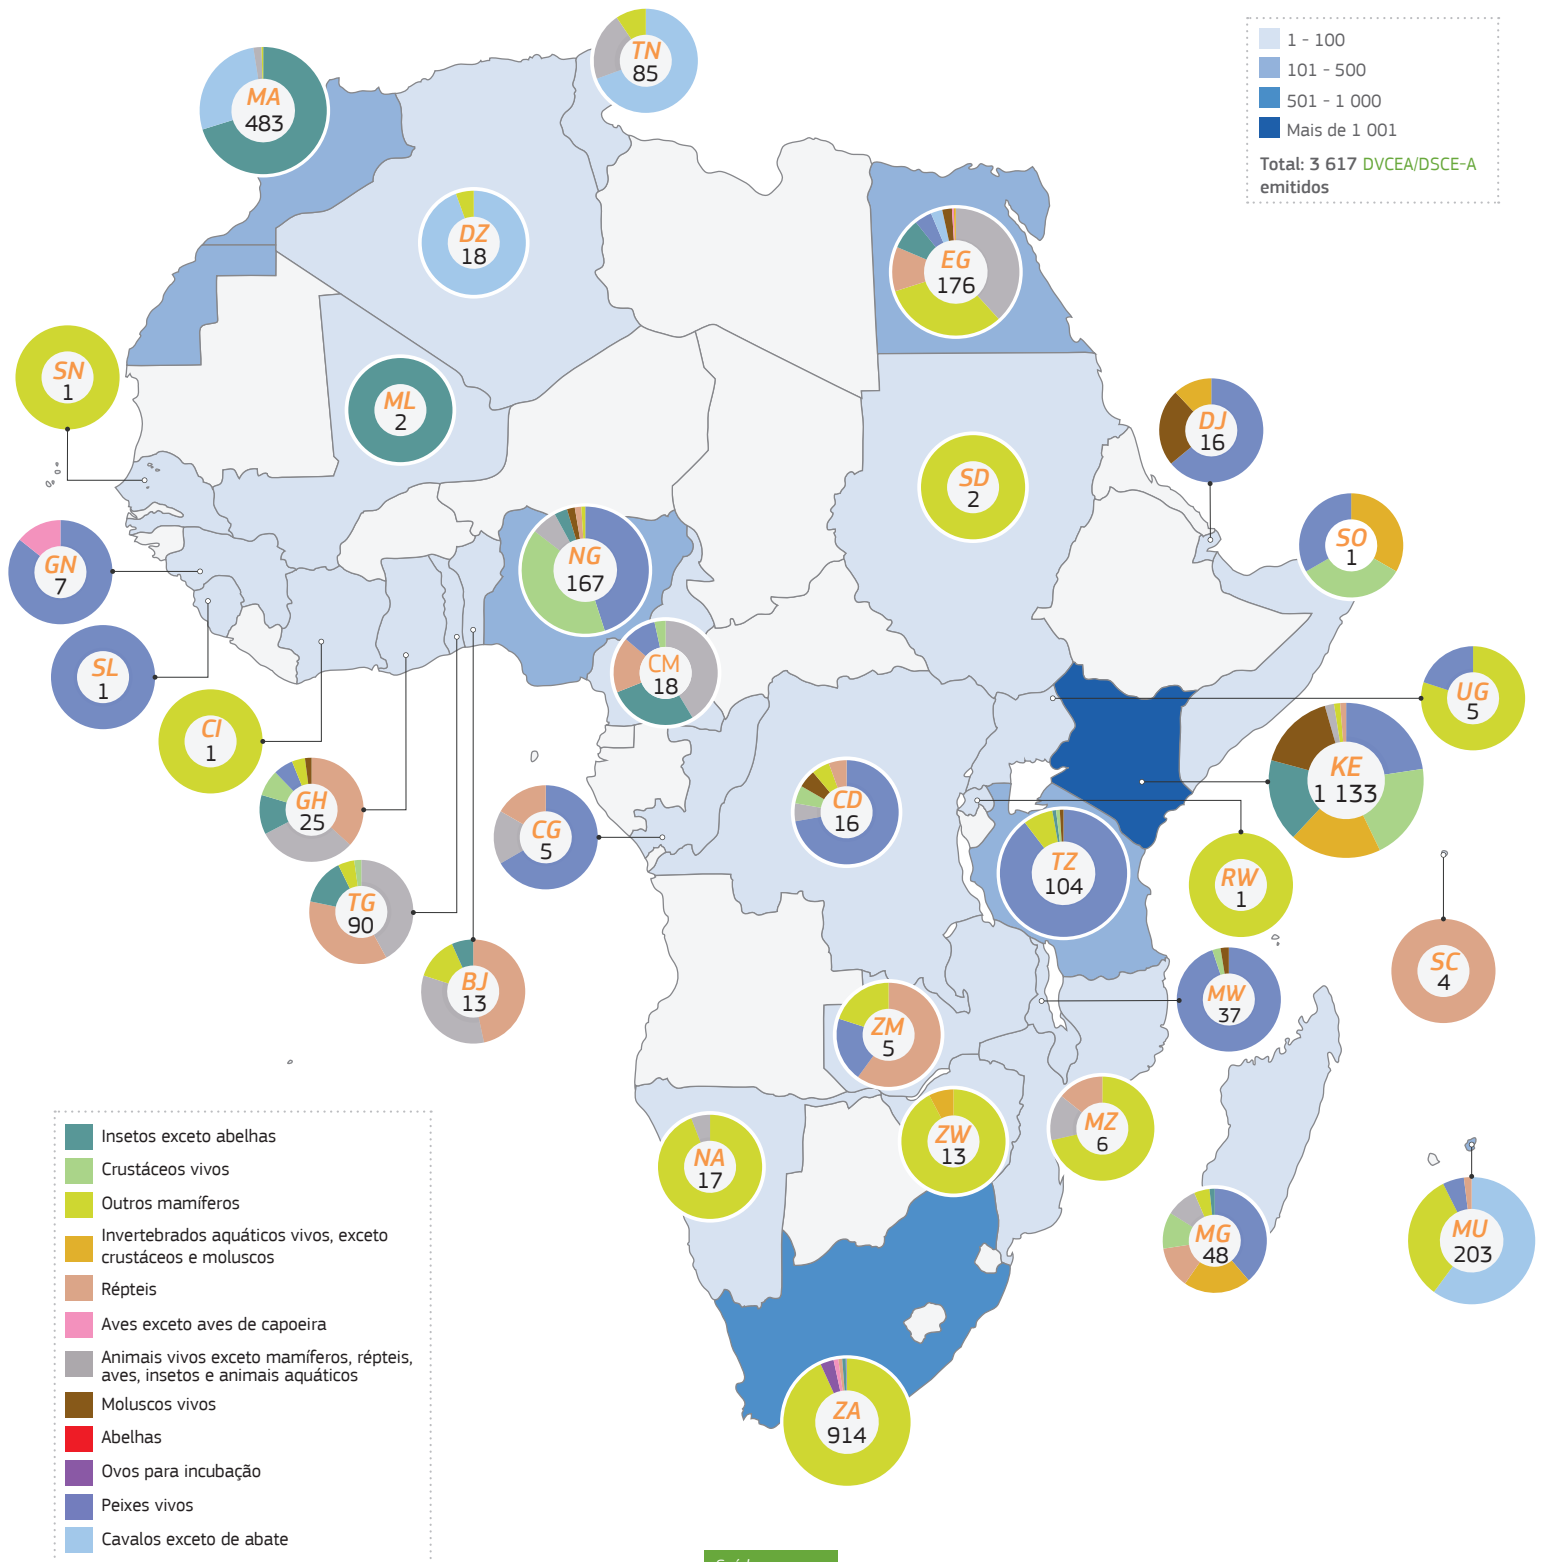 TN
85
1 - 100
101 - 500
501 - 1 000
Mais de 1 001
Total: 3 617 DVCEA/DSCE-A
emitidos
MA
483
DZ
18
EG
176
SN
1
ML
2
DJ
16
SD
2
SO
1
GN
7
NG
167
SL
1
CM
18
UG
5
CI
1
KE
1 133
GH
25
CG
5
CD
16
TZ
104
RW
1
TG
90
BJ
13
SC
4
MW
37
ZM
5
MZ
6
ZW
13
NA
17
MG
48
MU
203
ZA
914
Insetos exceto abelhas
Crustáceos vivos
Outros mamíferos
Invertebrados aquáticos vivos, exceto
crustáceos e moluscos
Répteis
Aves exceto aves de capoeira
Animais vivos exceto mamíferos, répteis,
aves, insetos e animais aquáticos
Moluscos vivos
Abelhas
Ovos para incubação
Peixes vivos
Cavalos exceto de abate